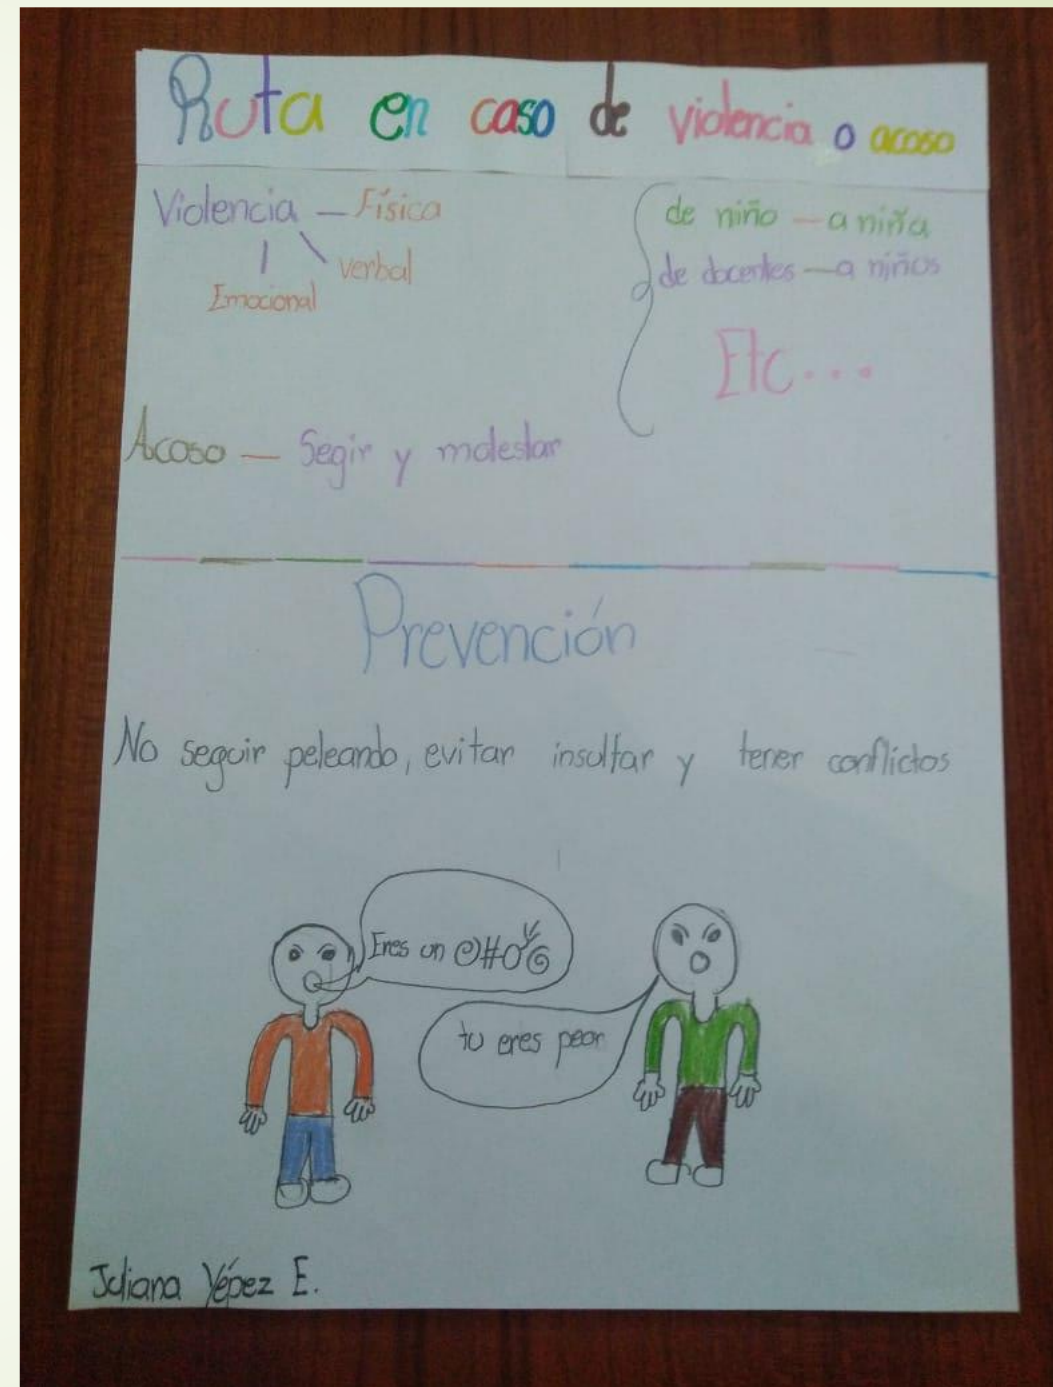 Ruta en caso de violencia o acoso
Violencia — Física
verbal
Emocional
de niño — a niña
de docentes — a niños
Etc...
Acoso — Segir y molestar
Prevención
No seguir peleando, evitar insultar y tener conflictos
Eres un @#0
tu eres peor
Juliana Yépez E.